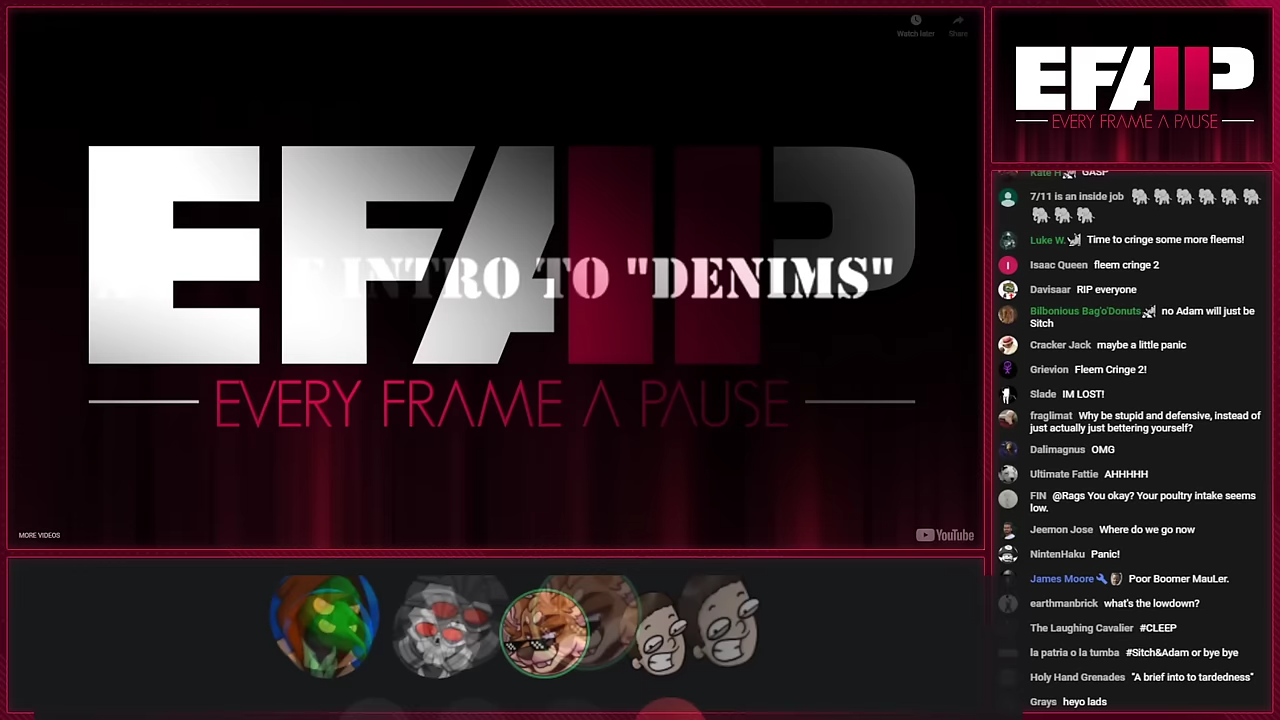 Watch later
Share
EFAP
INTRO TO "DENIMS"
EVERY FRAME A PAUSE
MORE VIDEOS
YouTube
EFAP
EVERY FRAME A PAUSE
Kate H GASP
7/11 is an inside job
Luke W. Time to cringe some more fleems!
I Isaac Queen fleem cringe 2
Davisaar RIP everyone
Bilbonious Bag'o'Donuts no Adam will just be
Sitch
Cracker Jack maybe a little panic
Grievion Fleem Cringe 2!
Slade IM LOST!
fraglimat Why be stupid and defensive, instead of
just actually just bettering yourself?
Dalimagnus OMG
Ultimate Fattie AHHHHH
FIN @Rags You okay? Your poultry intake seems
low.
Jeemon Jose Where do we go now
NintenHaku Panic!
James Moore Poor Boomer MauLer.
earthmanbrick what's the lowdown?
The Laughing Cavalier #CLEEP
la patria o la tumba #Sitch&Adam or bye bye
Holy Hand Grenades "A brief into to tardedness"
Grays heyo lads